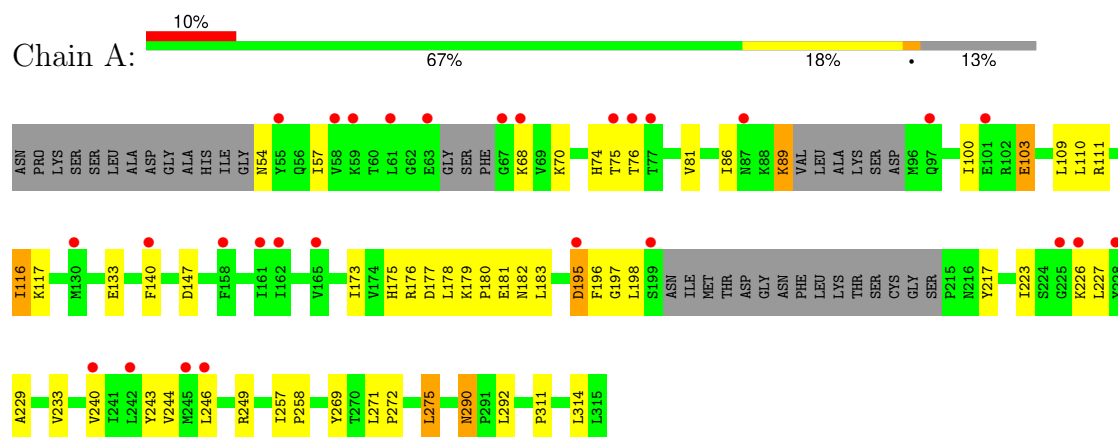 10%
Chain A:
67% 18% • 13%
ASN PRO LYS SER SER LEU ALA ASP GLY ALA HIS ILE GLY N54 Y55 Q56 I57 V58 K59 T60 L61 G62 E63 GLY SER PHE G67 K68 V69 K70 H74 T75 T76 T77 V81 I86 N87 K88 K89 VAL LEU ALA LYS SER ASP M96 Q97 I100 E101 R102 E103 L109 L110 R111
I116 K117 M130 E133 F140 D147 F158 I161 I162 V165 I173 V174 H175 R176 D177 L178 K179 P180 E181 N182 L183 D195 F196 G197 L198 S199 ASN ILE MET THR ASP GLY ASN PHE LEU LYS THR SER CYS GLY SER P215 N216 Y217 I223 S224 G225 K226 L227 Y228
A229 V233 V240 I241 L242 Y243 V244 M245 L246 R249 I257 P258 Y269 T270 L271 P272 L275 N290 P291 L292 P311 L314 L315